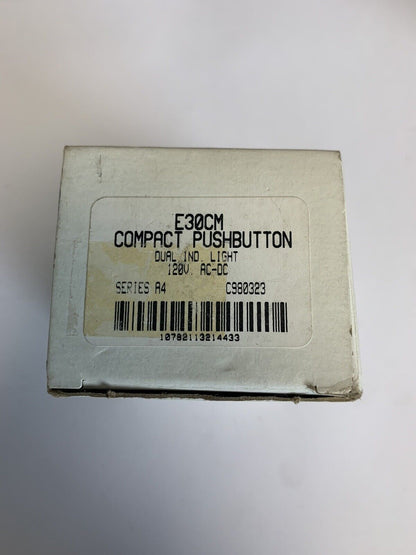 E30CM
COMPACT PUSHBUTTON
DUAL IND. LIGHT
120V. AC-DC
SERIES A4 C980323
10782113214433